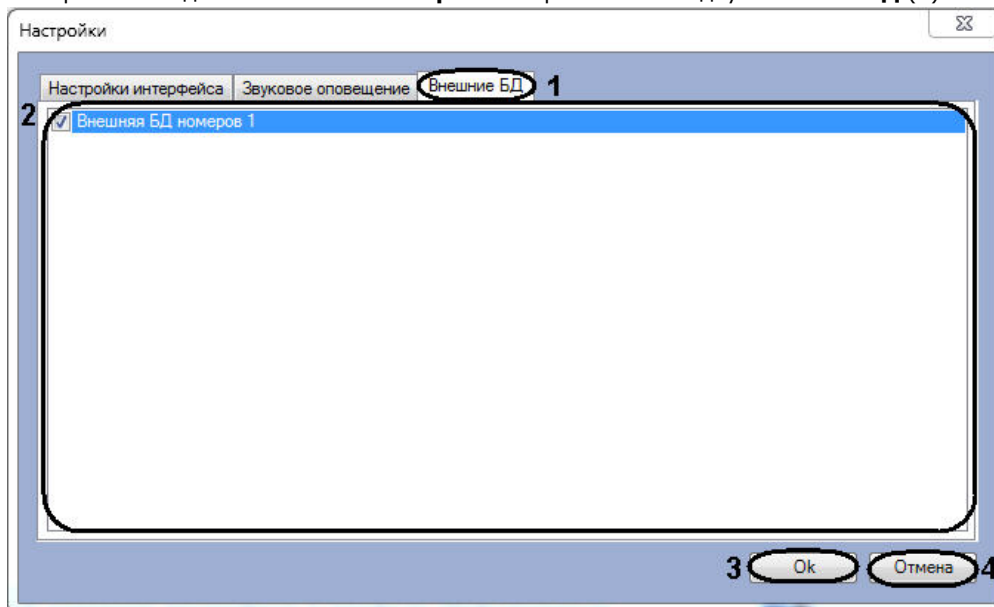 Настройки
Настройки интерфейса Звуковое оповещение Внешние БД 1
2 Внешняя БД номеров 1
3 Ok Отмена 4